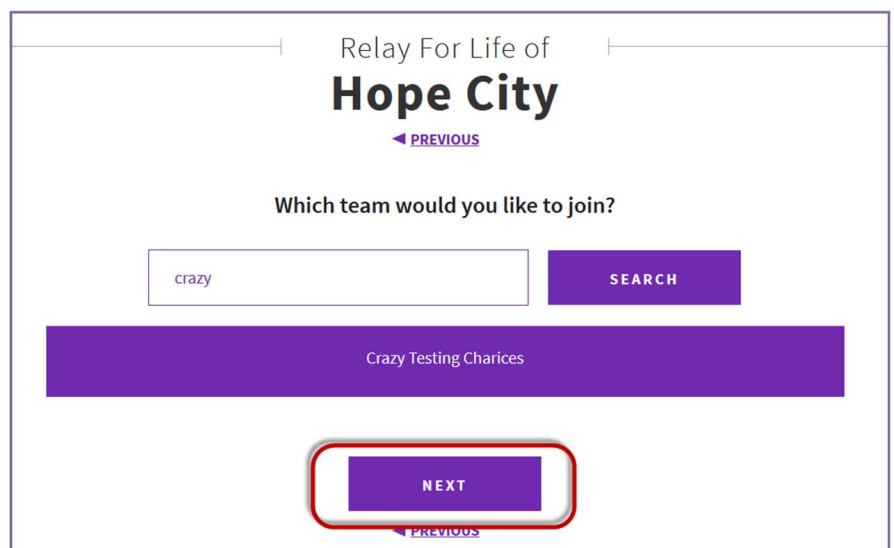 Relay For Life of
Hope City
PREVIOUS
Which team would you like to join?
crazy
SEARCH
Crazy Testing Charices
NEXT
PREVIOUS